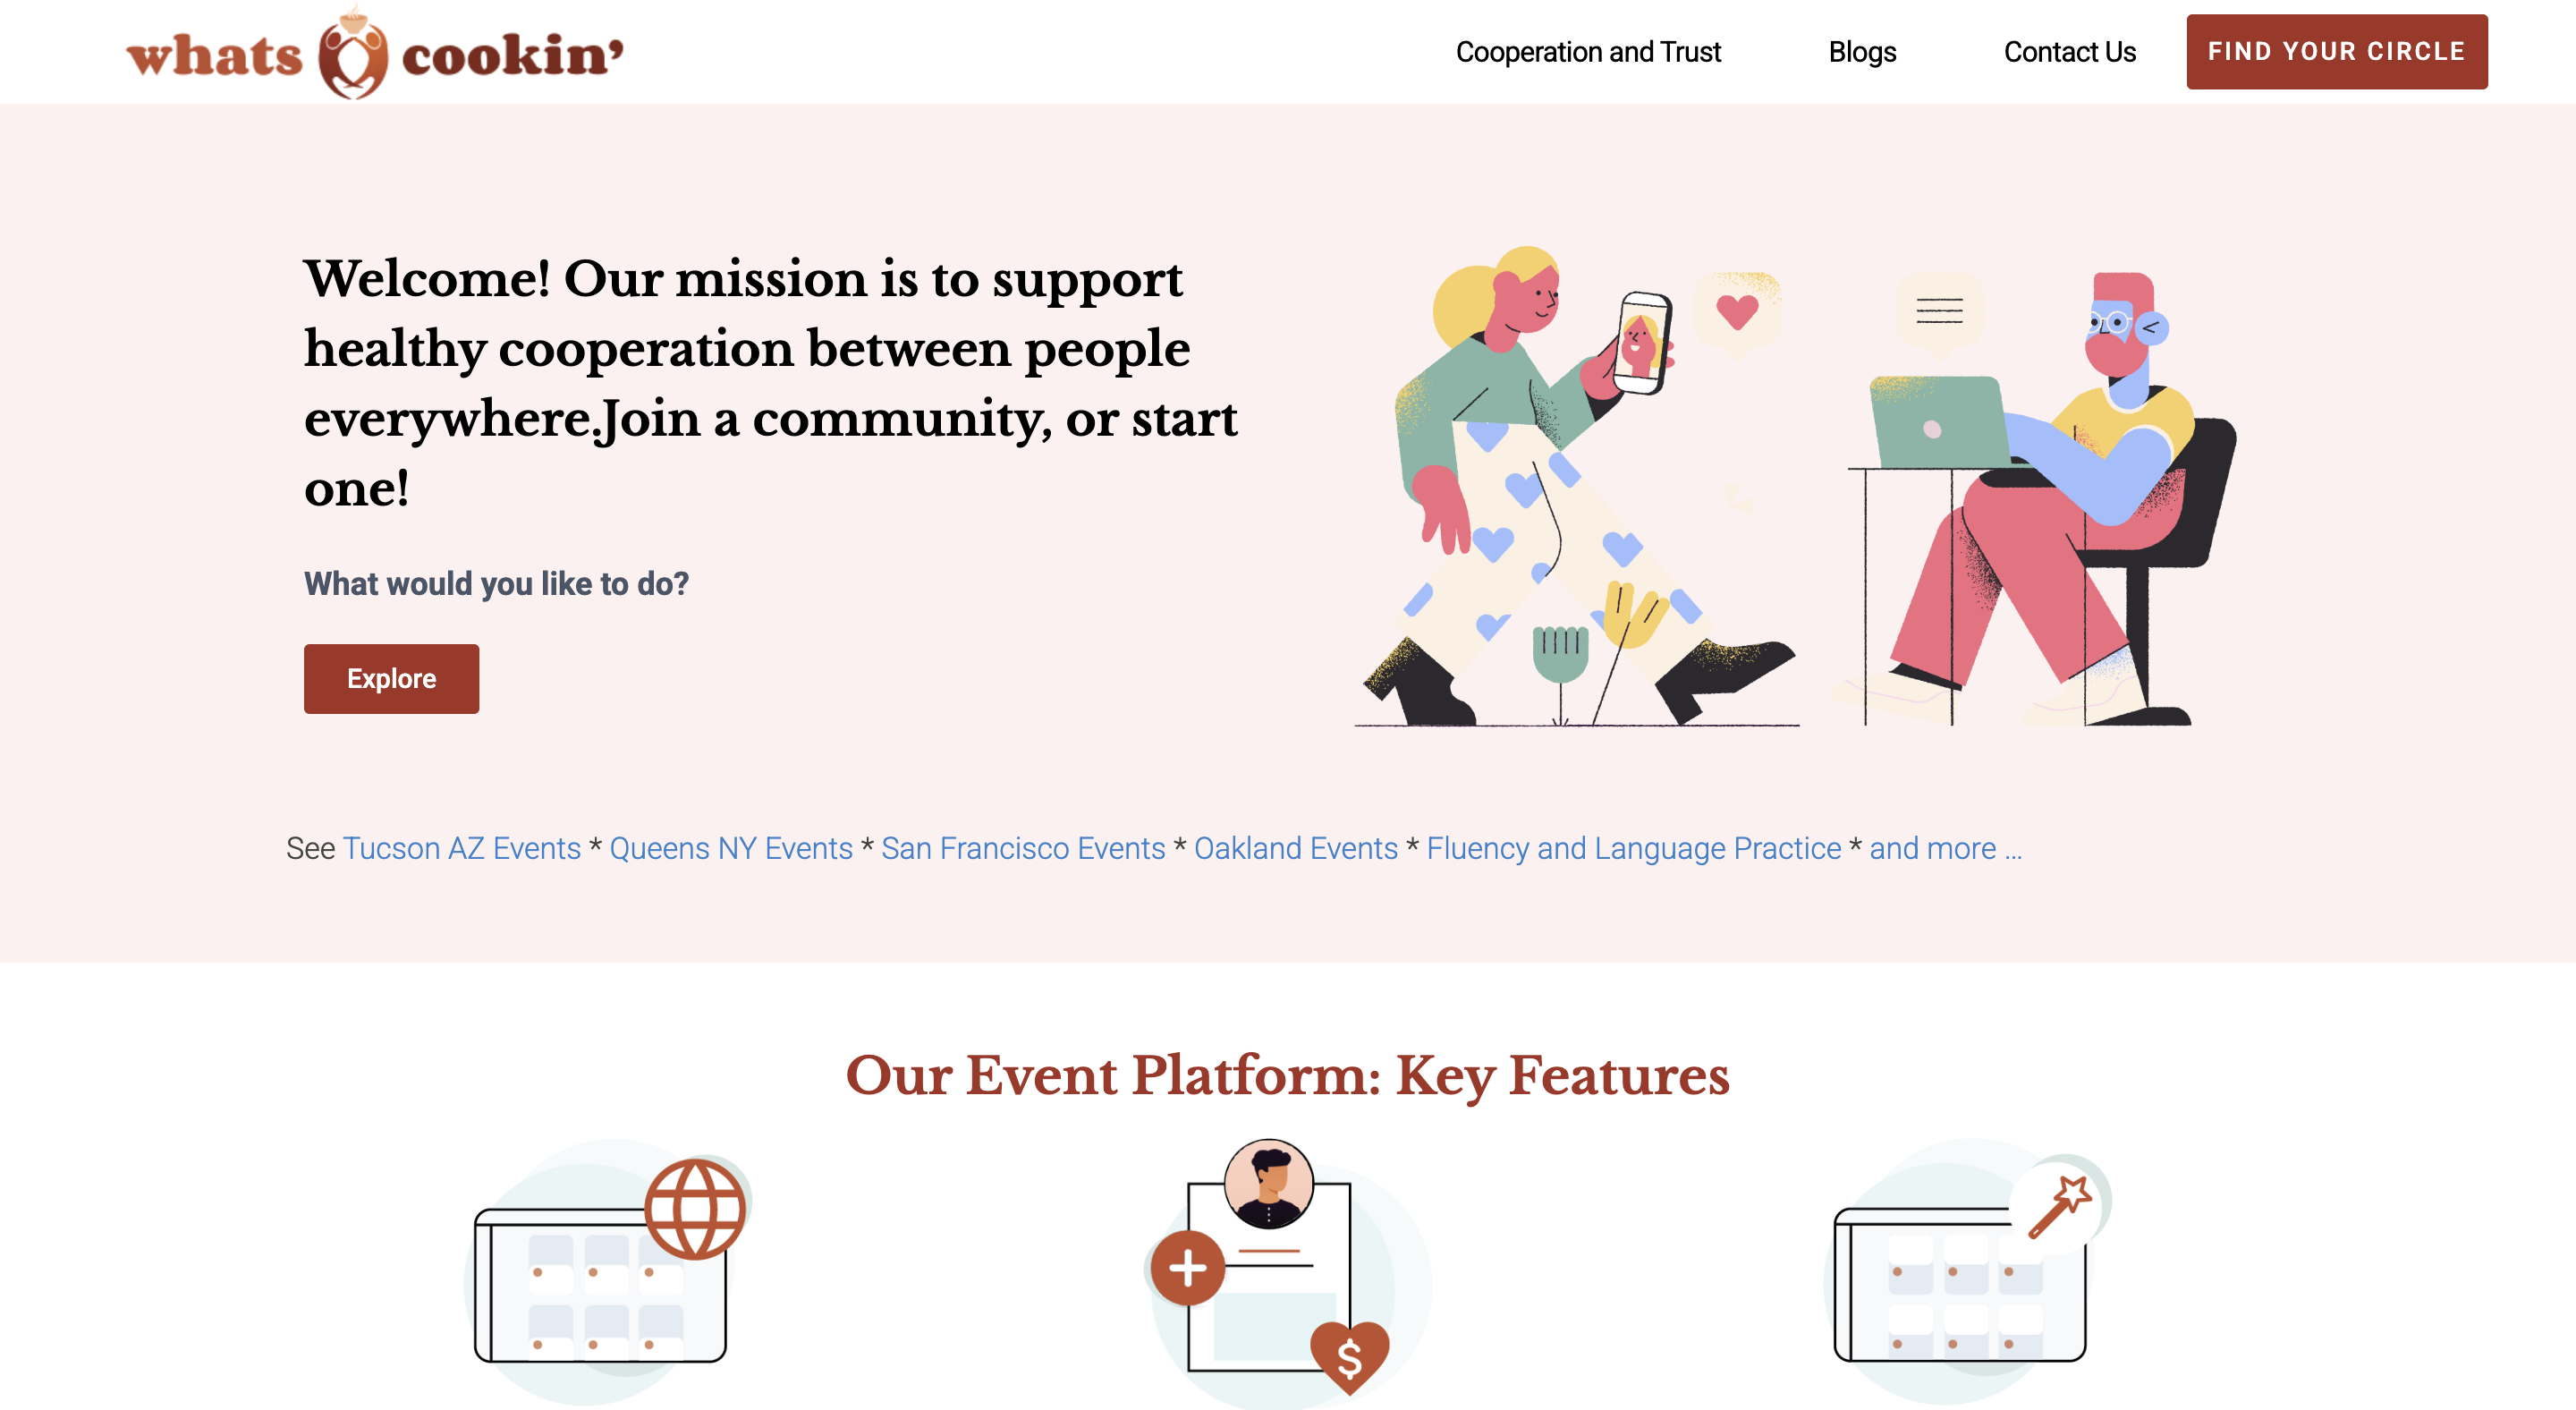 whats cookin’
Cooperation and Trust
Blogs
Contact Us
FIND YOUR CIRCLE
Welcome! Our mission is to support
healthy cooperation between people
everywhere.Join a community, or start
one!
What would you like to do?
Explore
See Tucson AZ Events * Queens NY Events * San Francisco Events * Oakland Events * Fluency and Language Practice * and more ...
Our Event Platform: Key Features
$